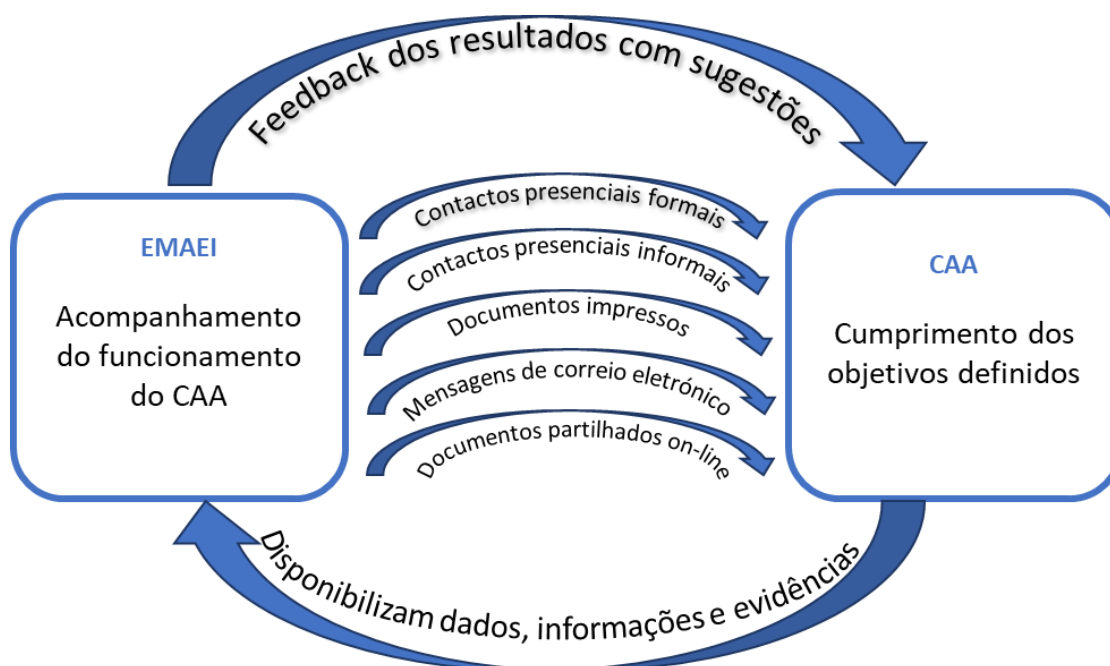 Feedback dos resultados com sugestões
EMAEI
Acompanhamento
do funcionamento
do CAA
Contactos presenciais formais
Contactos presenciais informais
Documentos impressos
Mensagens de correio eletrónico
Documentos partilhados on-line
CAA
Cumprimento dos
objetivos definidos
Disponibilizam dados, informações e evidências